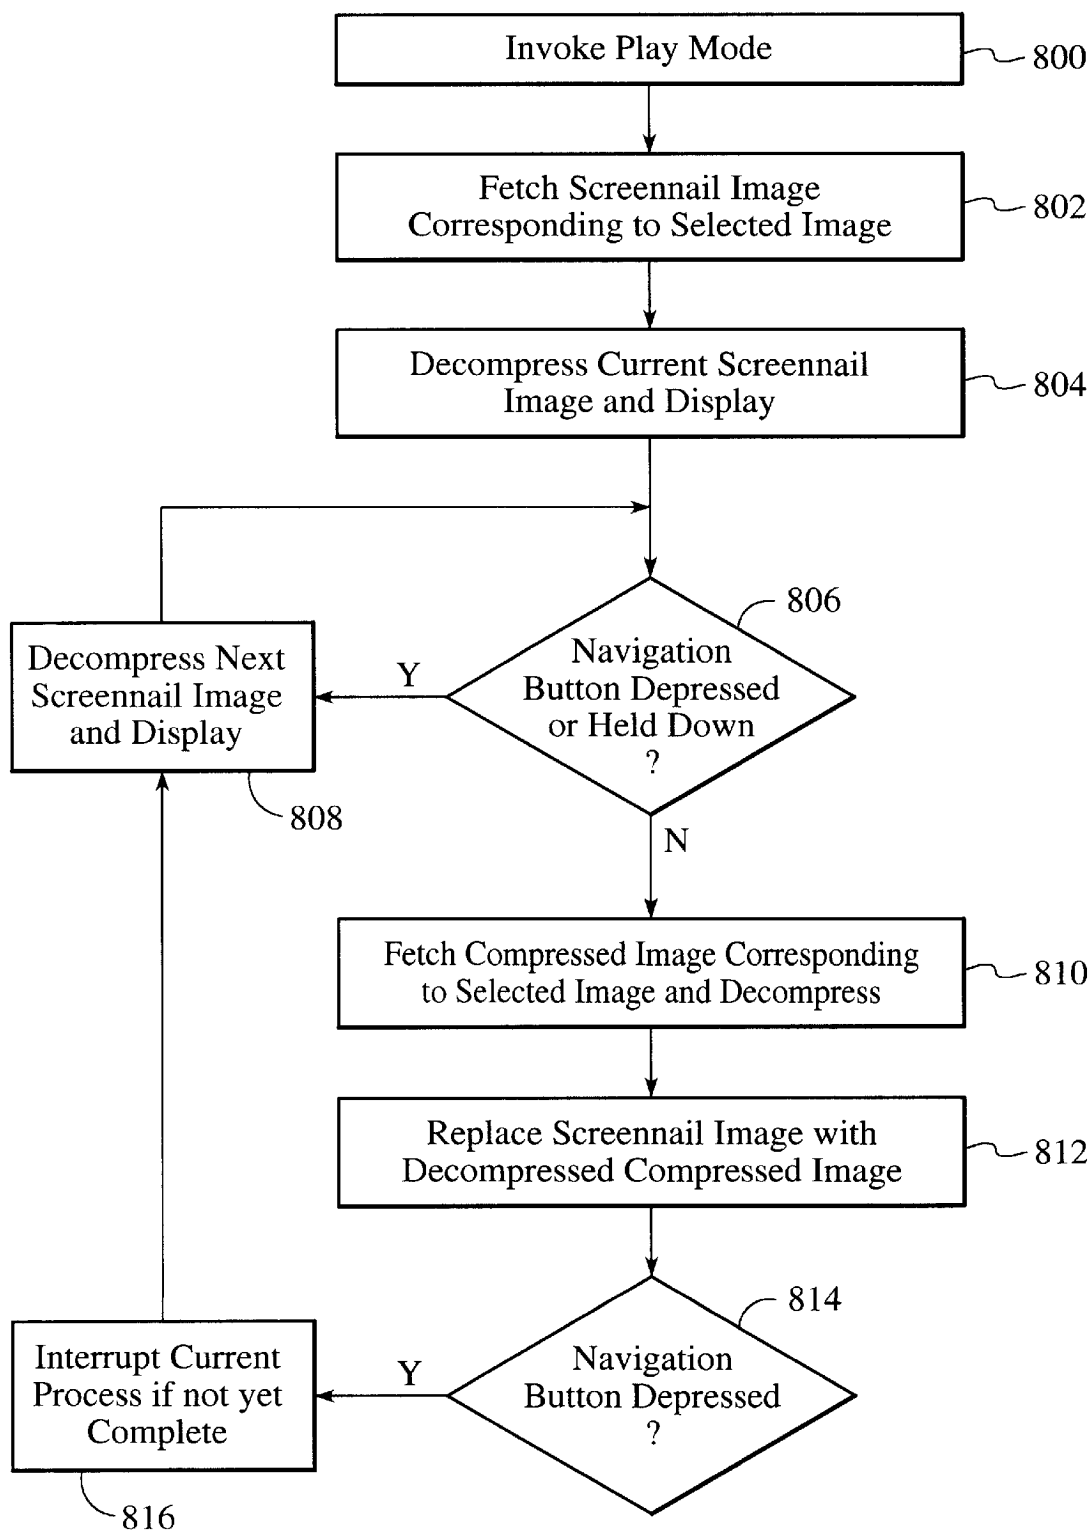 Invoke Play Mode
800
Fetch Screennail Image
Corresponding to Selected Image
802
Decompress Current Screennail
Image and Display
804
806
Navigation
Button Depressed
or Held Down
?
Y
Decompress Next
Screennail Image
and Display
808
N
Fetch Compressed Image Corresponding
to Selected Image and Decompress
810
Replace Screennail Image with
Decompressed Compressed Image
812
814
Navigation
Button Depressed
?
Y
Interrupt Current
Process if not yet
Complete
816